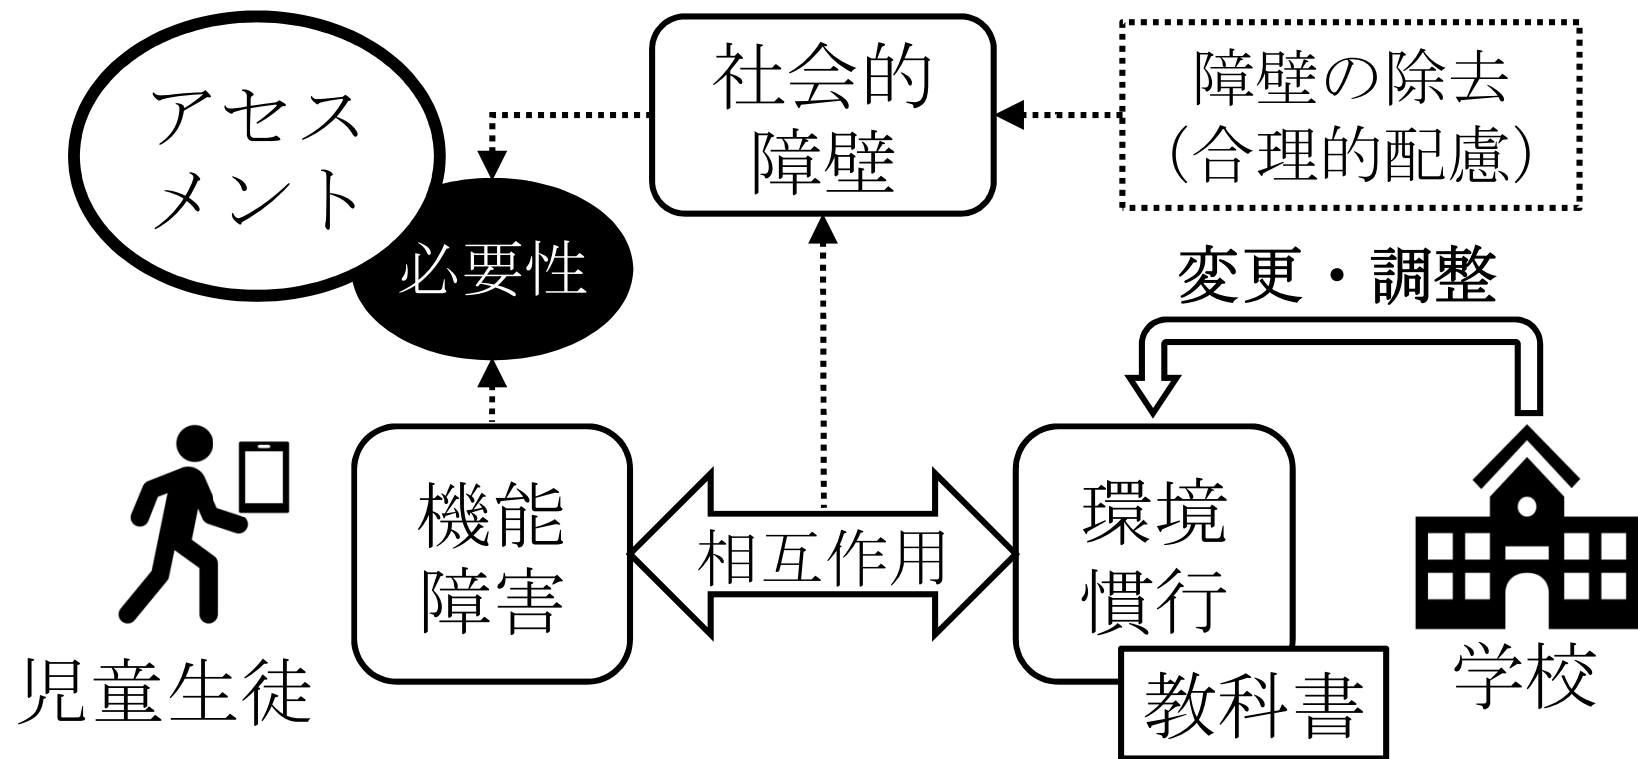 アセス
メント
社会的
障壁
障壁の除去
（合理的配慮）
必要性
変更・調整
機能
障害
相互作用
環境
慣行
教科書
児童生徒
学校